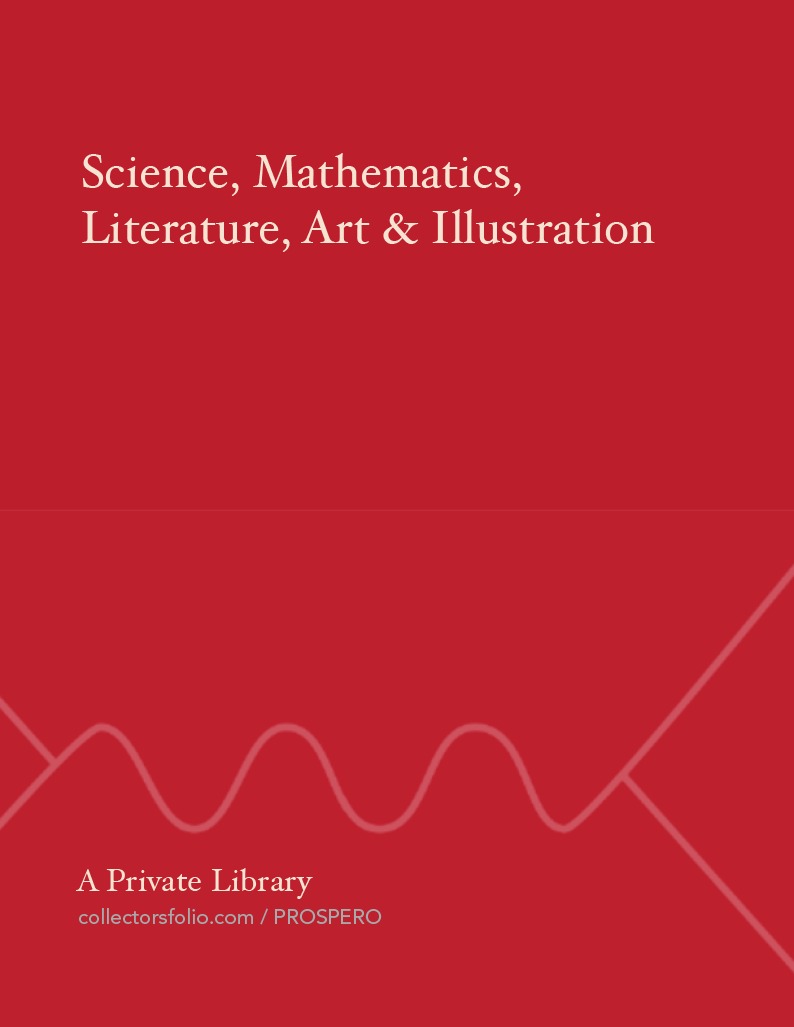 Science, Mathematics,
Literature, Art & Illustration
A Private Library
collectorsfolio.com / PROSPERO